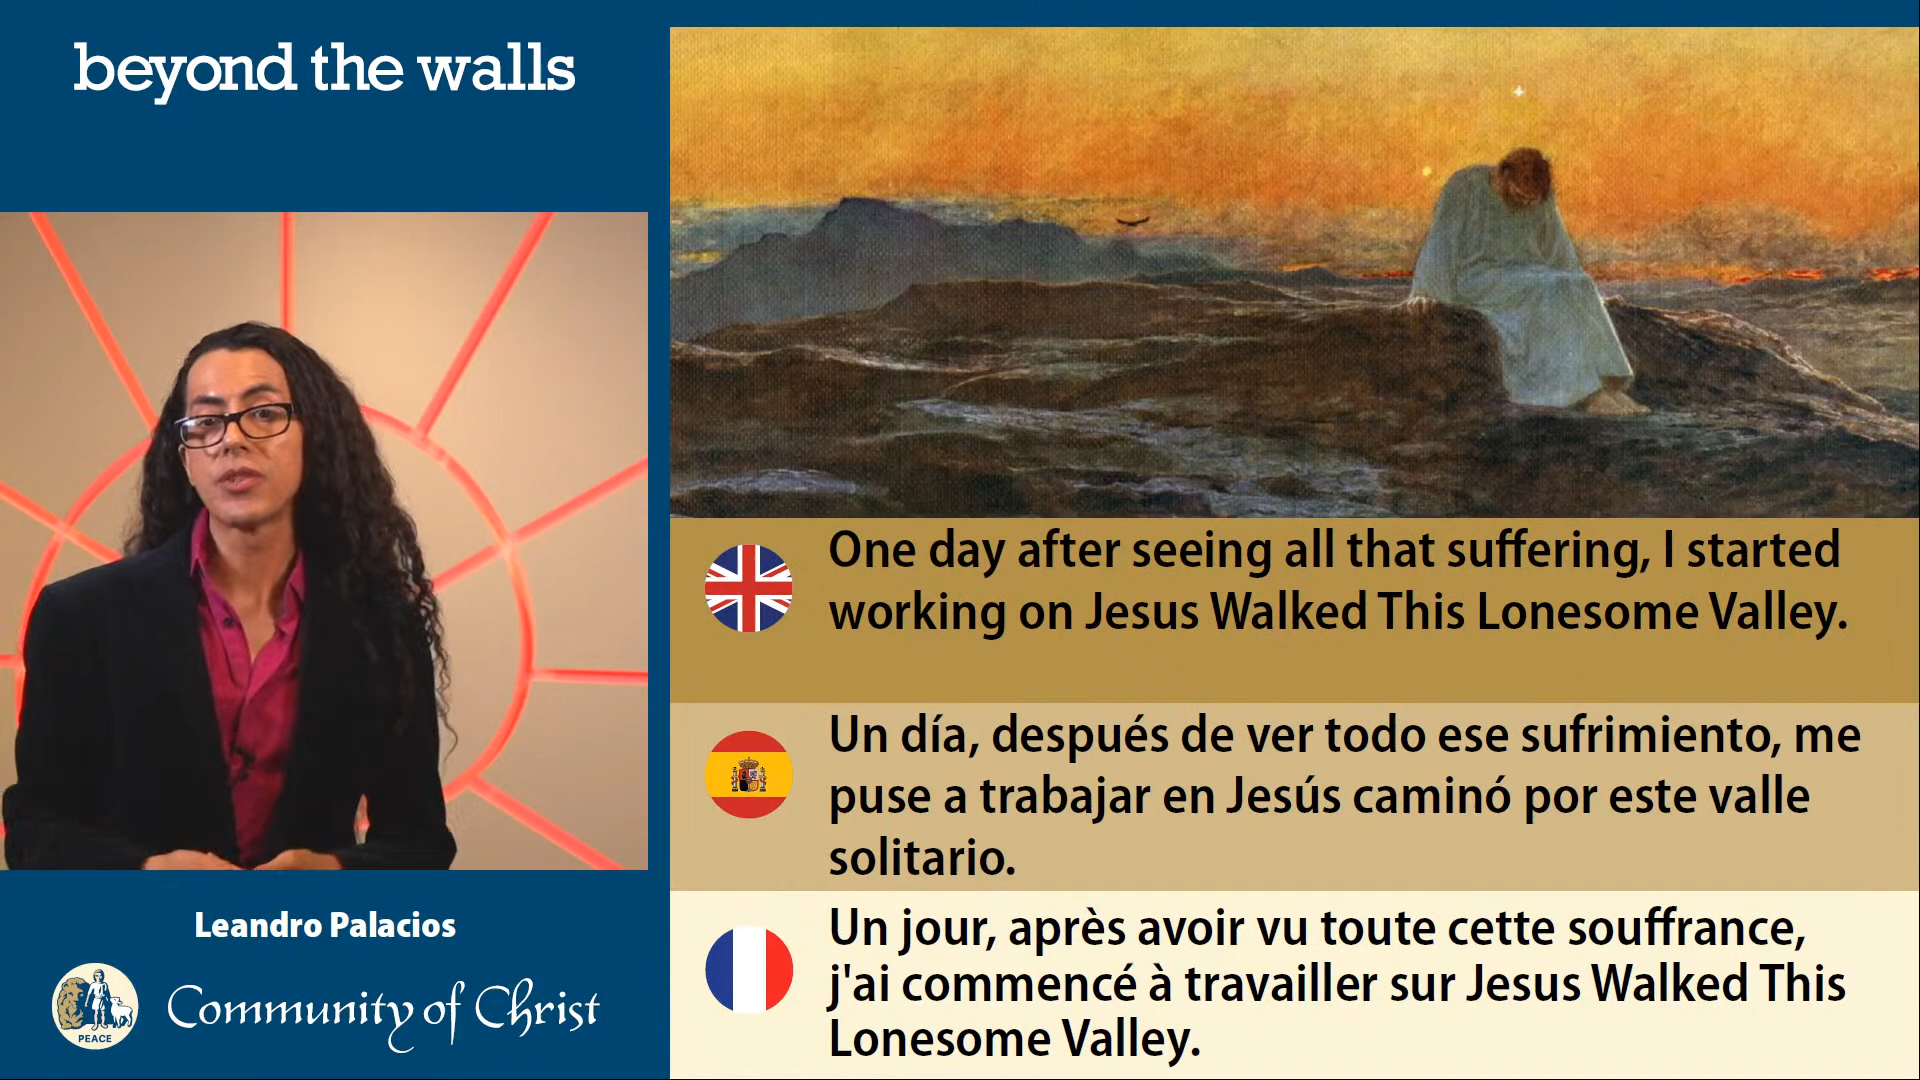 beyond the walls
One day after seeing all that suffering, I started
working on Jesus Walked This Lonesome Valley.
Un día, después de ver todo ese sufrimiento, me
puse a trabajar en Jesús caminó por este valle
solitario.
Un jour, après avoir vu toute cette souffrance,
j'ai commencé à travailler sur Jesus Walked This
Lonesome Valley.
Leandro Palacios
PEACE
Community of Christ